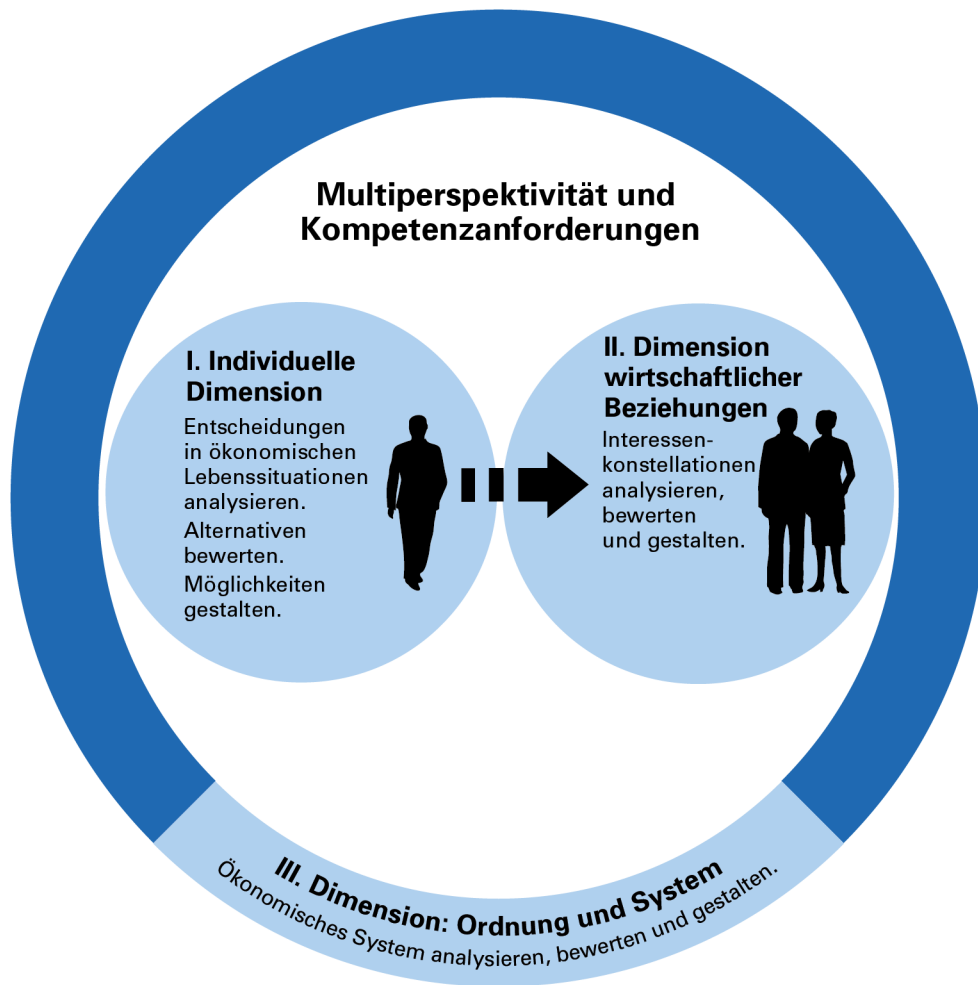 Multiperspektivität und
Kompetenzanforderungen
I. Individuelle
Dimension
Entscheidungen
in ökonomischen
Lebenssituationen
analysieren.
Alternativen
bewerten.
Möglichkeiten
gestalten.
II. Dimension
wirtschaftlicher
Beziehungen
Interessen-
konstellationen
analysieren,
bewerten
und gestalten.
III. Dimension: Ordnung und System
Ökonomisches System analysieren, bewerten und gestalten.